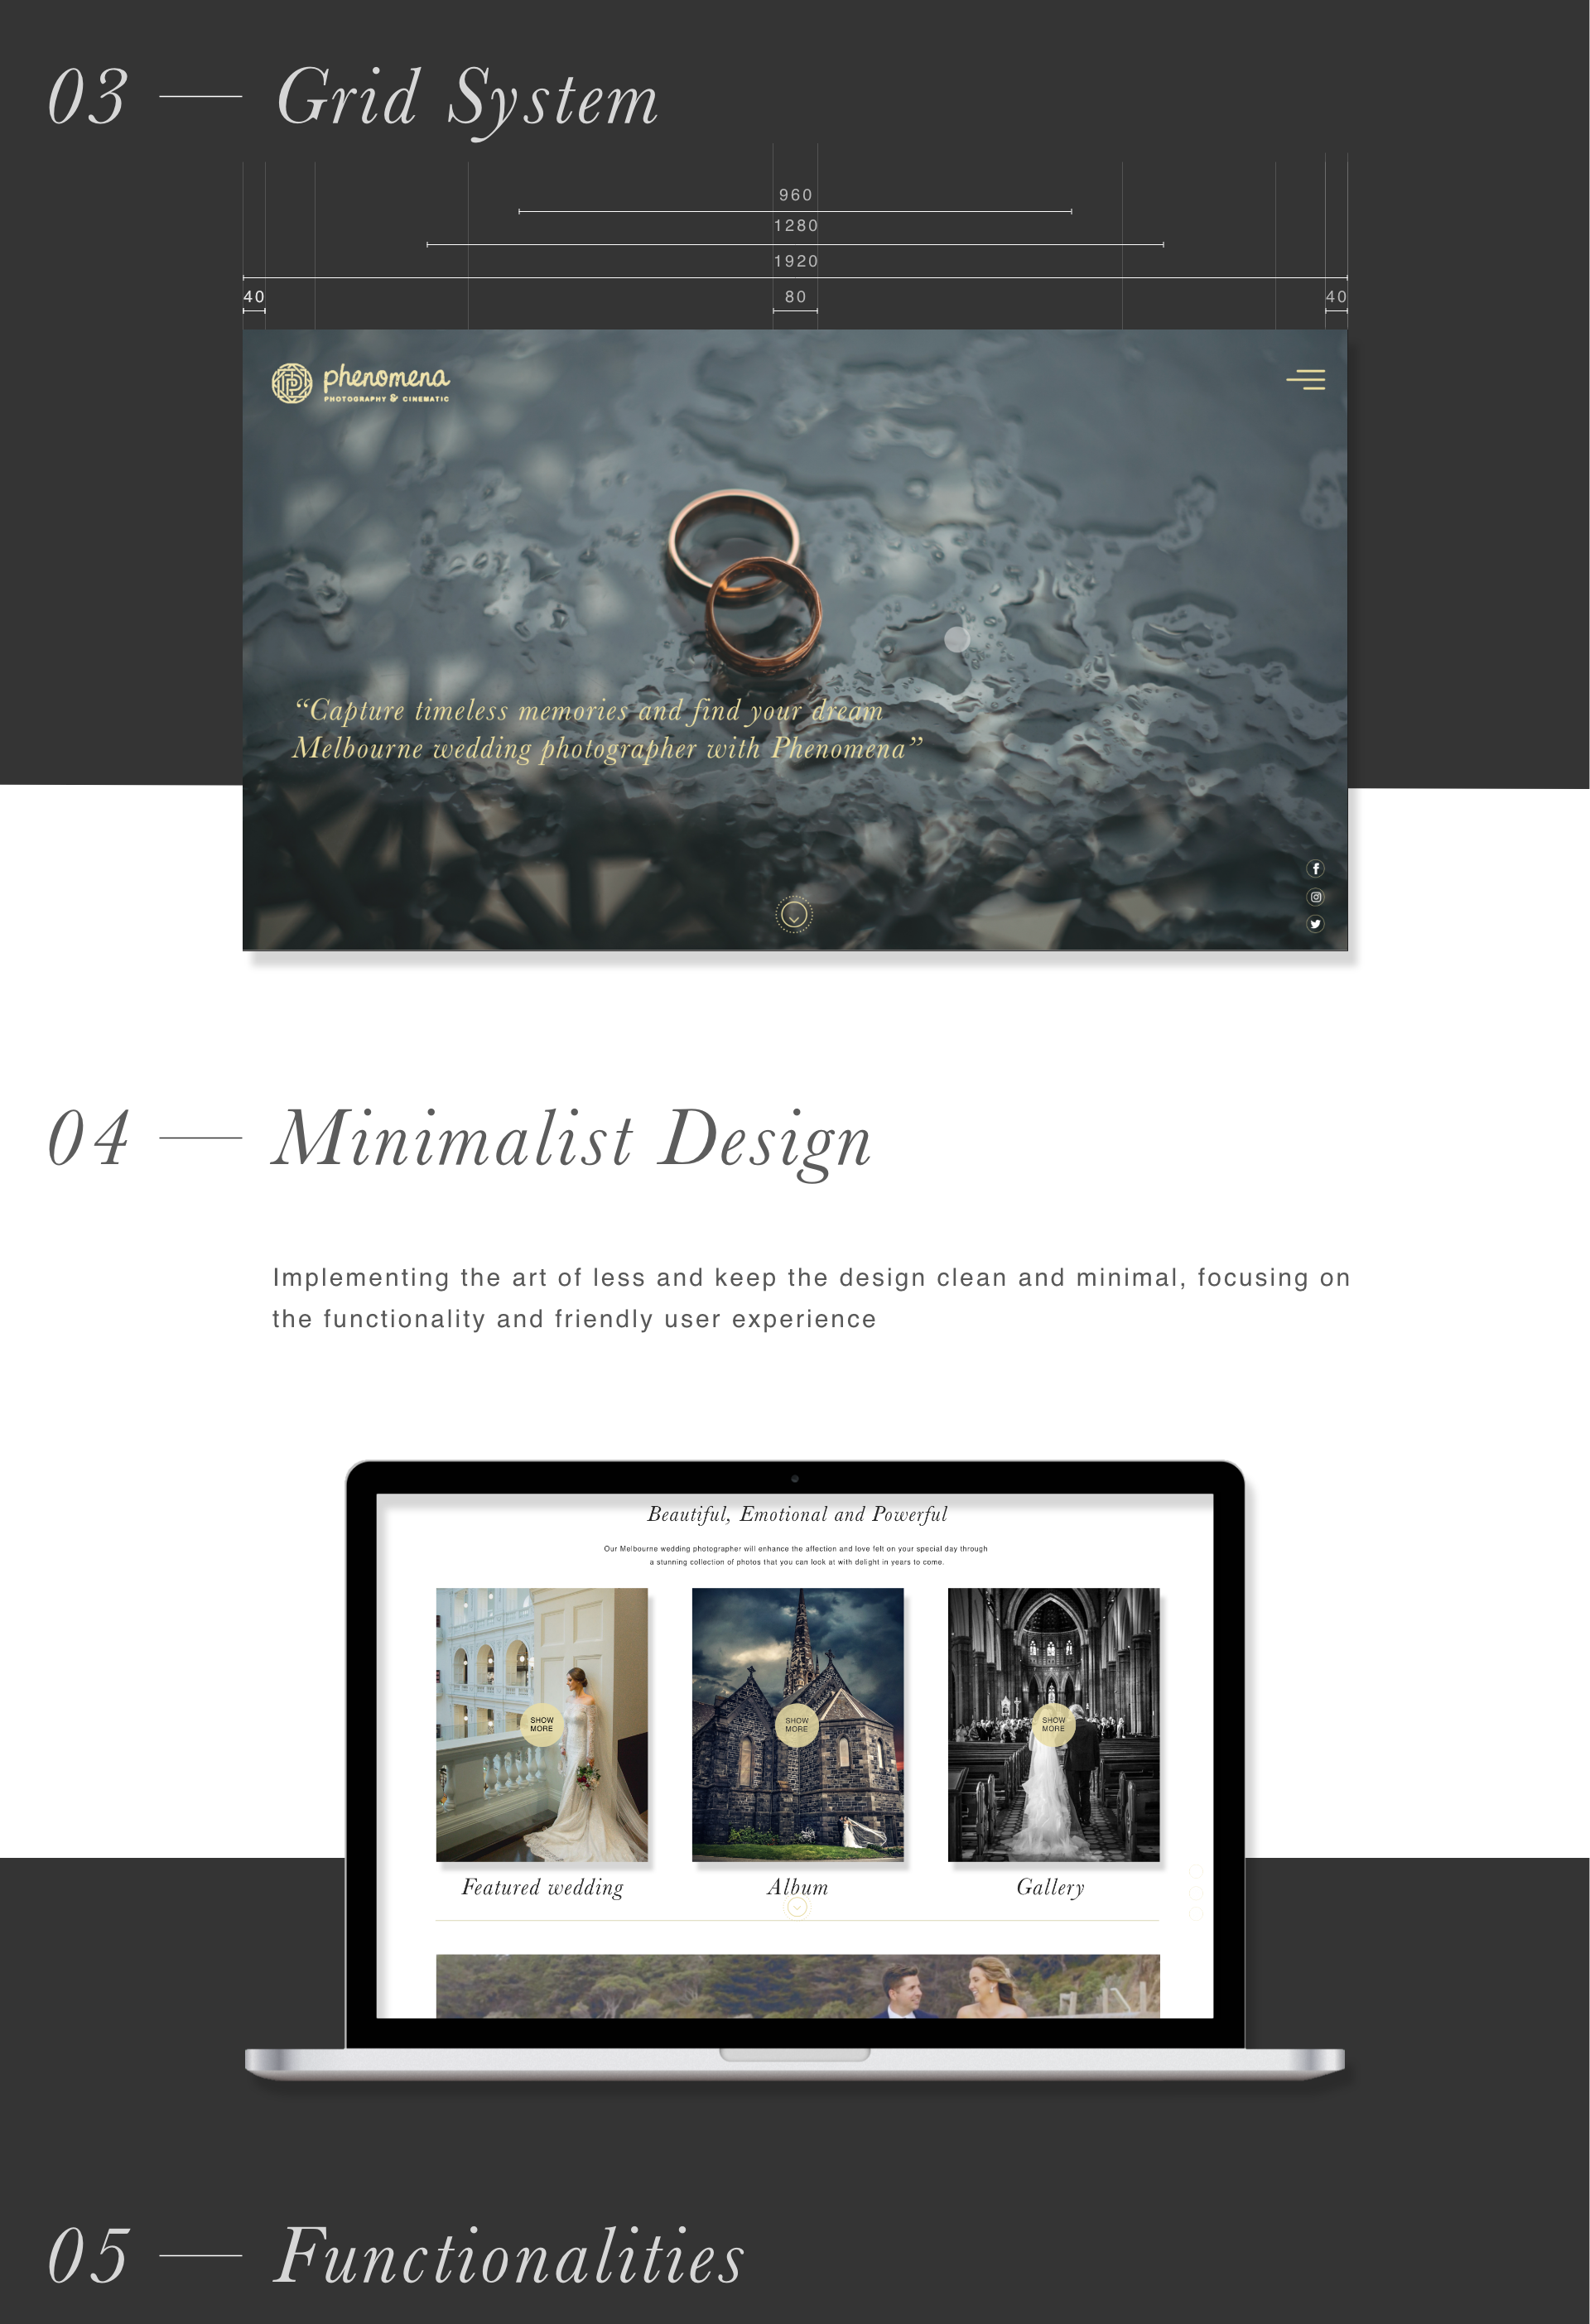 03 — Grid System
960
1280
1920
40 80 40
phenomena
PHOTOGRAPHY & CINEMATIC
“Capture timeless memories and find your dream
Melbourne wedding photographer with Phenomena”
04 — Minimalist Design
Implementing the art of less and keep the design clean and minimal, focusing on
the functionality and friendly user experience
Beautiful, Emotional and Powerful
Our Melbourne wedding photographer will enhance the affection and love felt on your special day through
a stunning collection of photos that you can look at with delight in years to come.
SHOW
MORE
SHOW
MORE
SHOW
MORE
Featured wedding
Album
Gallery
05 — Functionalities